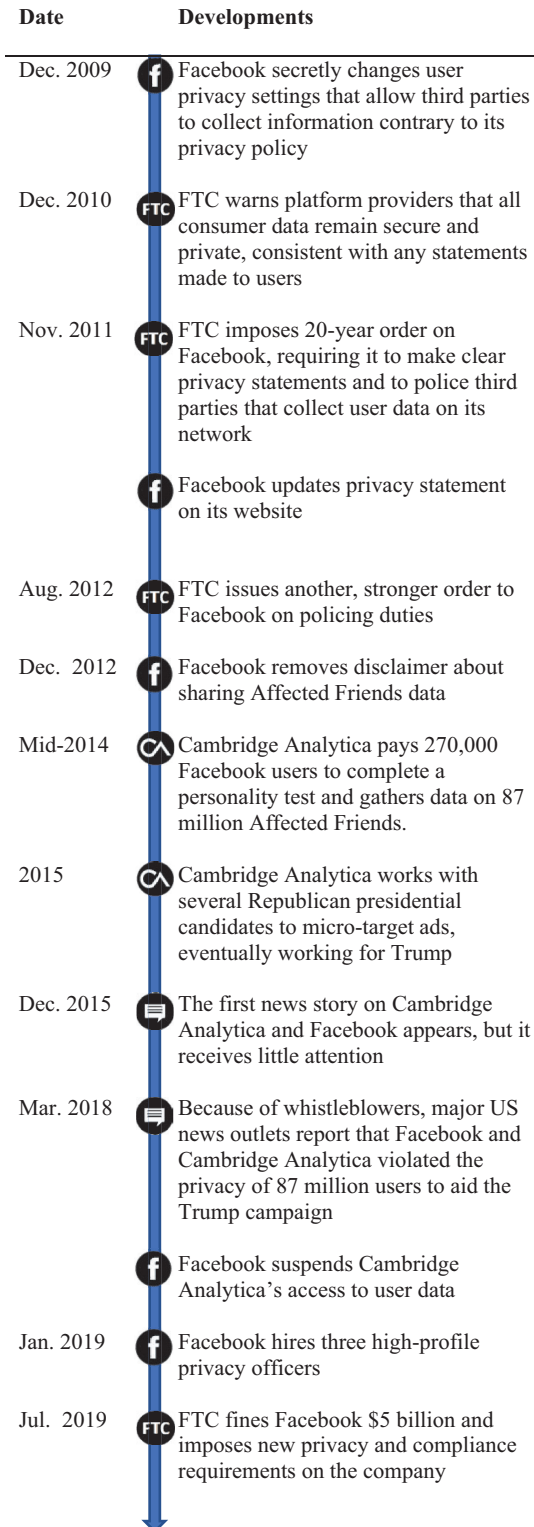 Date Developments
Dec. 2009 f Facebook secretly changes user
privacy settings that allow third parties
to collect information contrary to its
privacy policy
Dec. 2010 FTC FTC warns platform providers that all
consumer data remain secure and
private, consistent with any statements
made to users
Nov. 2011 FTC FTC imposes 20-year order on
Facebook, requiring it to make clear
privacy statements and to police third
parties that collect user data on its
network
f Facebook updates privacy statement
on its website
Aug. 2012 FTC FTC issues another, stronger order to
Facebook on policing duties
Dec. 2012 f Facebook removes disclaimer about
sharing Affected Friends data
Mid-2014 CA Cambridge Analytica pays 270,000
Facebook users to complete a
personality test and gathers data on 87
million Affected Friends.
2015 CA Cambridge Analytica works with
several Republican presidential
candidates to micro-target ads,
eventually working for Trump
Dec. 2015 The first news story on Cambridge
Analytica and Facebook appears, but it
receives little attention
Mar. 2018 Because of whistleblowers, major US
news outlets report that Facebook and
Cambridge Analytica violated the
privacy of 87 million users to aid the
Trump campaign
f Facebook suspends Cambridge
Analytica's access to user data
Jan. 2019 f Facebook hires three high-profile
privacy officers
Jul. 2019 FTC FTC fines Facebook $5 billion and
imposes new privacy and compliance
requirements on the company